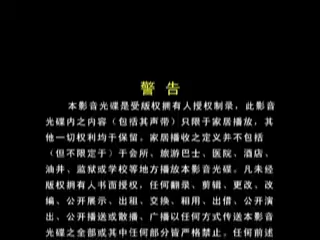 警告
本影音光碟是受版权拥有人授权制录，此影音
光碟内之内容（包括其声带）只限于家居播放，其
他一切权利均于保留。家居播收之定义并不包括
（但不限定于）于会所、旅游巴士、医院、酒店、
油井、监狱或学校等地方播放本影音光碟。凡未经
版权拥有人书面授权，任何翻录、剪辑、更改、改
编、公开展示、出租、交换、租用、出借、公开演
出、公开播送或散播、广播以任何方式传送本影音
光碟之全部或其中任何部分皆严格禁止。任何前述